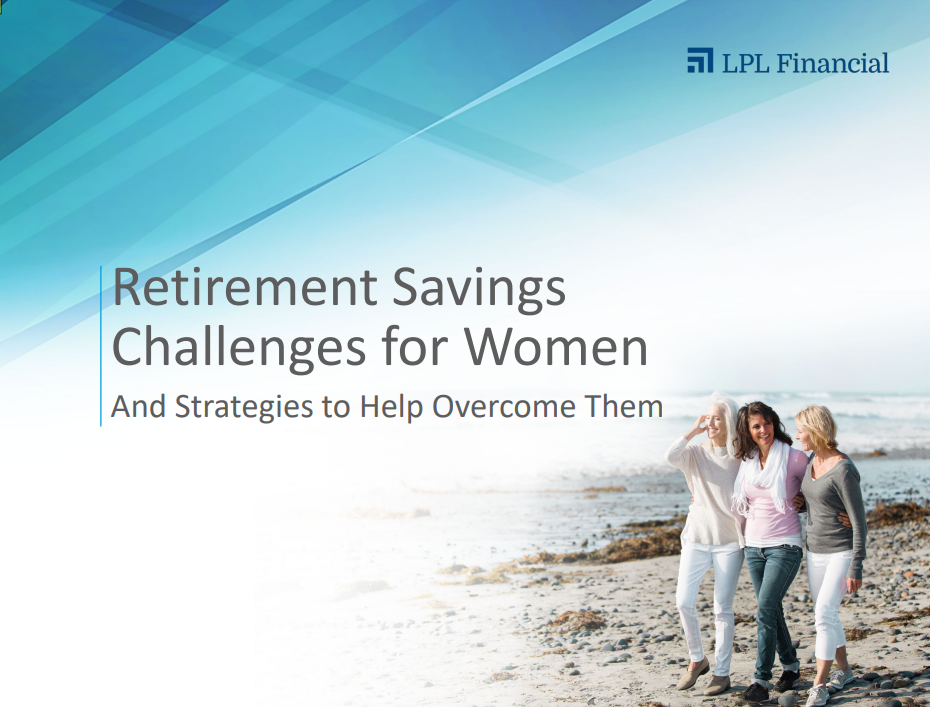 LPL Financial
Retirement Savings
Challenges for Women
And Strategies to Help Overcome Them